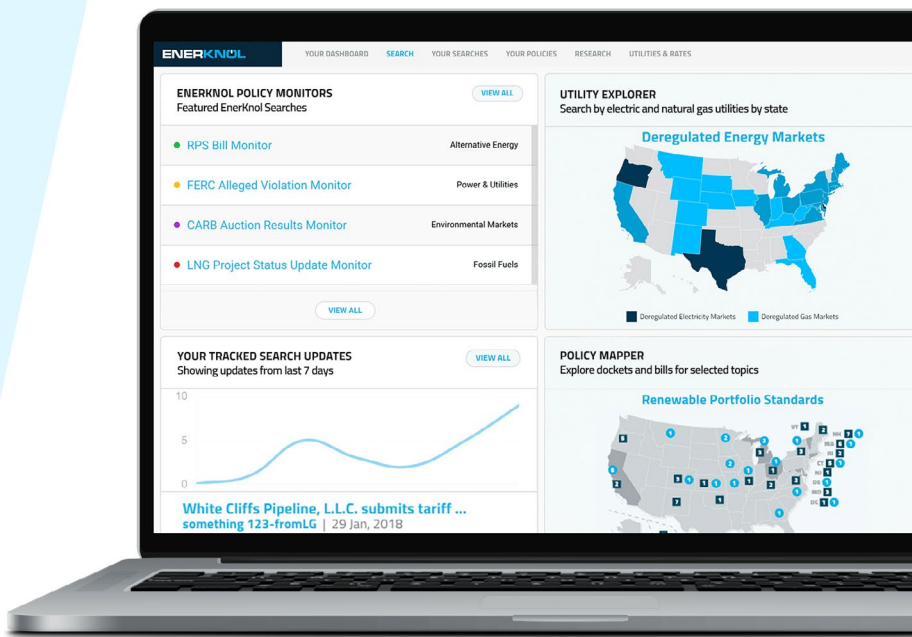 ENERKNOL
YOUR DASHBOARD SEARCH YOUR SEARCHES YOUR POLICIES RESEARCH UTILITIES & RATES
ENERKNOL POLICY MONITORS
Featured EnerKnol Searches
VIEW ALL
RPS Bill Monitor Alternative Energy
FERC Alleged Violation Monitor Power & Utilities
CARB Auction Results Monitor Environmental Markets
LNG Project Status Update Monitor Fossil Fuels
VIEW ALL
UTILITY EXPLORER
Search by electric and natural gas utilities by state
Deregulated Energy Markets
Deregulated Electricity Markets Deregulated Gas Markets
YOUR TRACKED SEARCH UPDATES
Showing updates from last 7 days
VIEW ALL
10
5
0
White Cliffs Pipeline, L.L.C. submits tariff ...
something 123-fromLG | 29 Jan, 2018
POLICY MAPPER
Explore dockets and bills for selected topics
Renewable Portfolio Standards